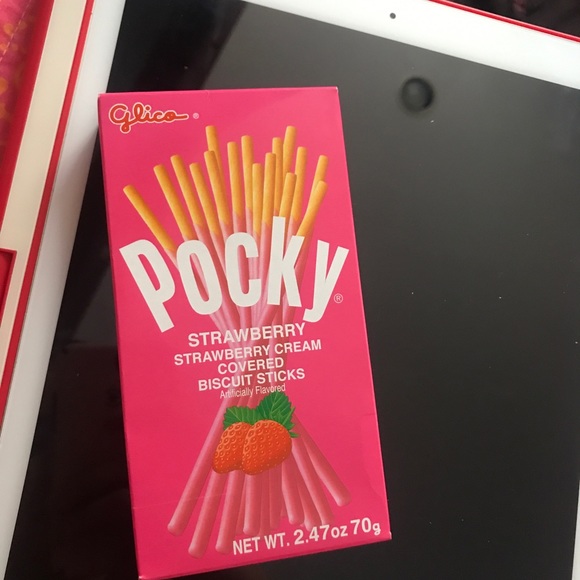 Glico ®
POCKY ®
STRAWBERRY
STRAWBERRY CREAM
COVERED
BISCUIT STICKS
Artificially Flavored
NET WT. 2.47oz 70g